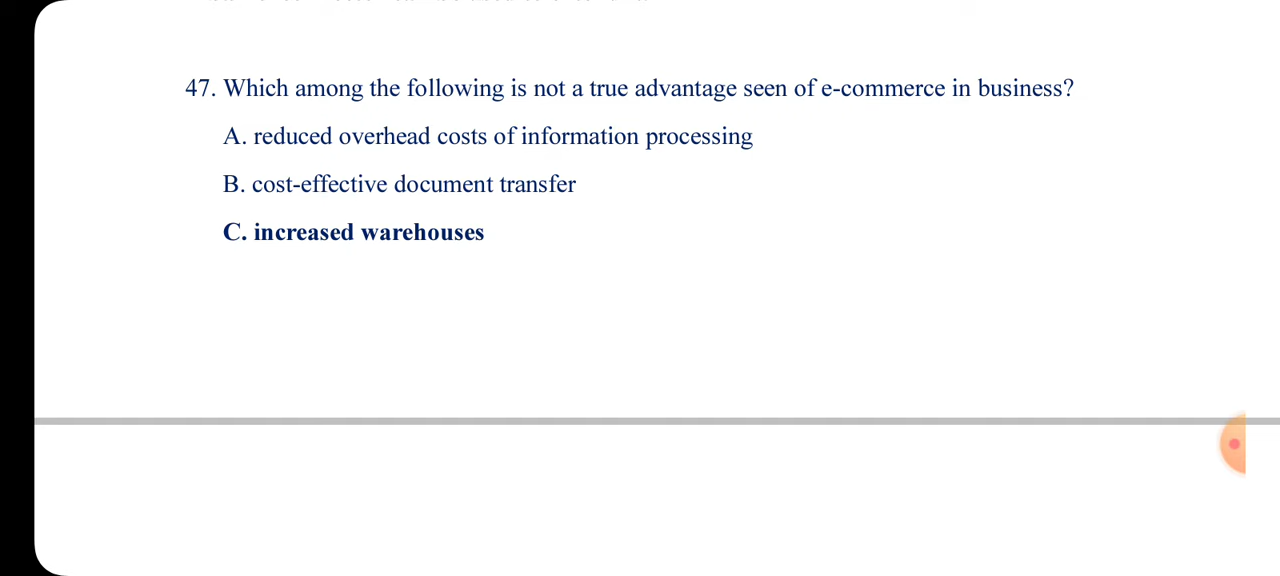 47. Which among the following is not a true advantage seen of e-commerce in business?
A. reduced overhead costs of information processing
B. cost-effective document transfer
C. increased warehouses